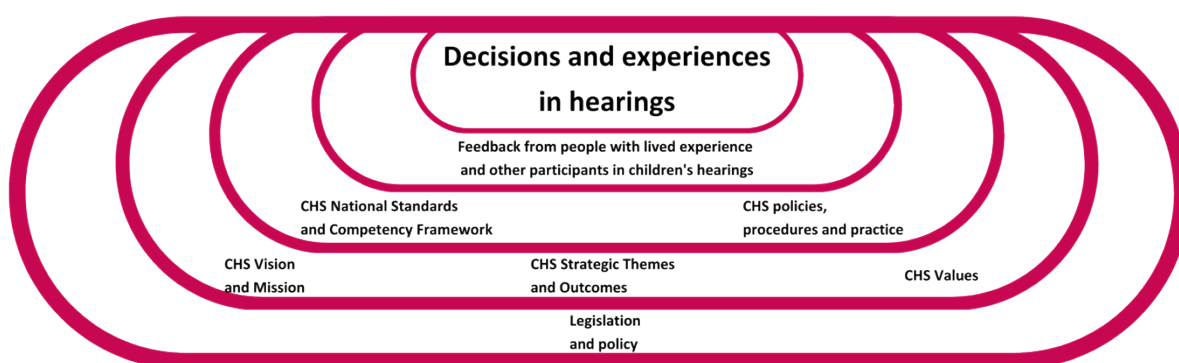 Decisions and experiences
in hearings
Feedback from people with lived experience
and other participants in children's hearings
CHS National Standards
and Competency Framework
CHS policies,
procedures and practice
CHS Vision
and Mission
CHS Strategic Themes
and Outcomes
CHS Values
Legislation
and policy